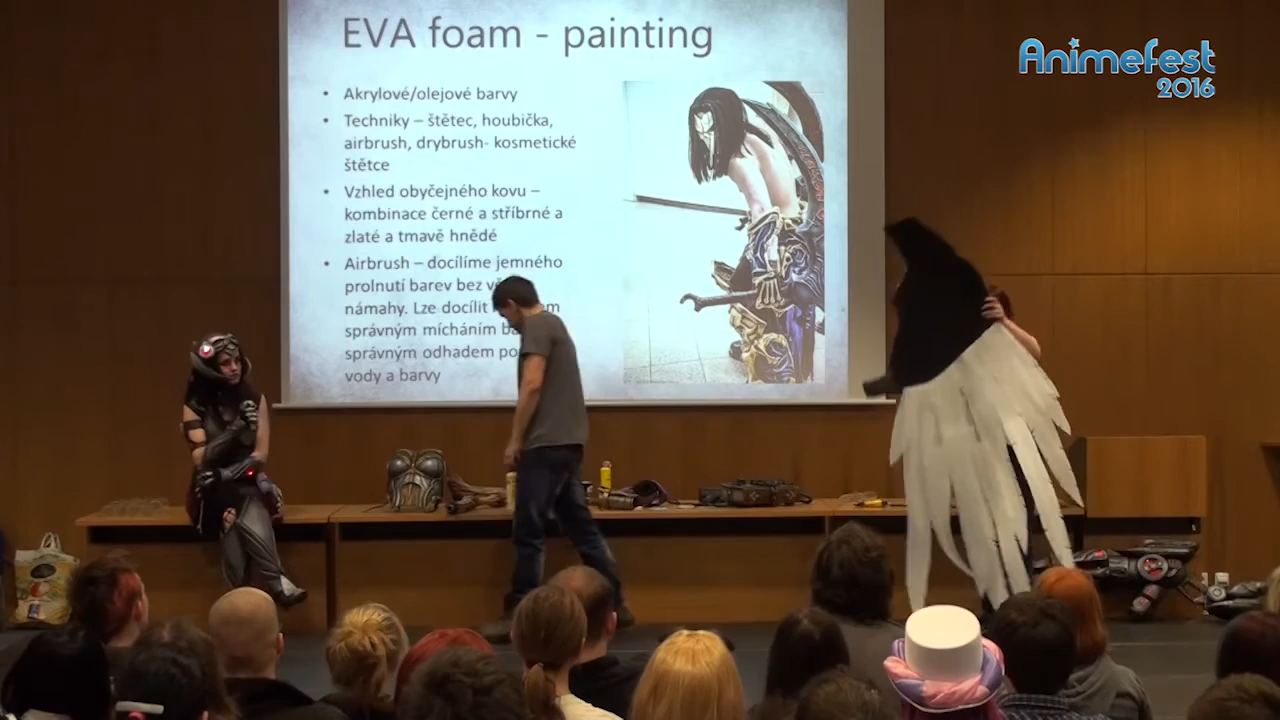 EVA foam - painting
AnimeFest
2016
• Akrylové/olejové barvy
• Techniky – štětec, houbička,
airbrush, drybrush- kosmetické
štětce
• Vzhled obyčejného kovu –
kombinace černé a stříbrné a
zlaté a tmavě hnědé
• Airbrush – docílíme jemného
prolnutí barev bez
námahy. Lze docílit
správným mícháním
správným odhadem
vody a barvy